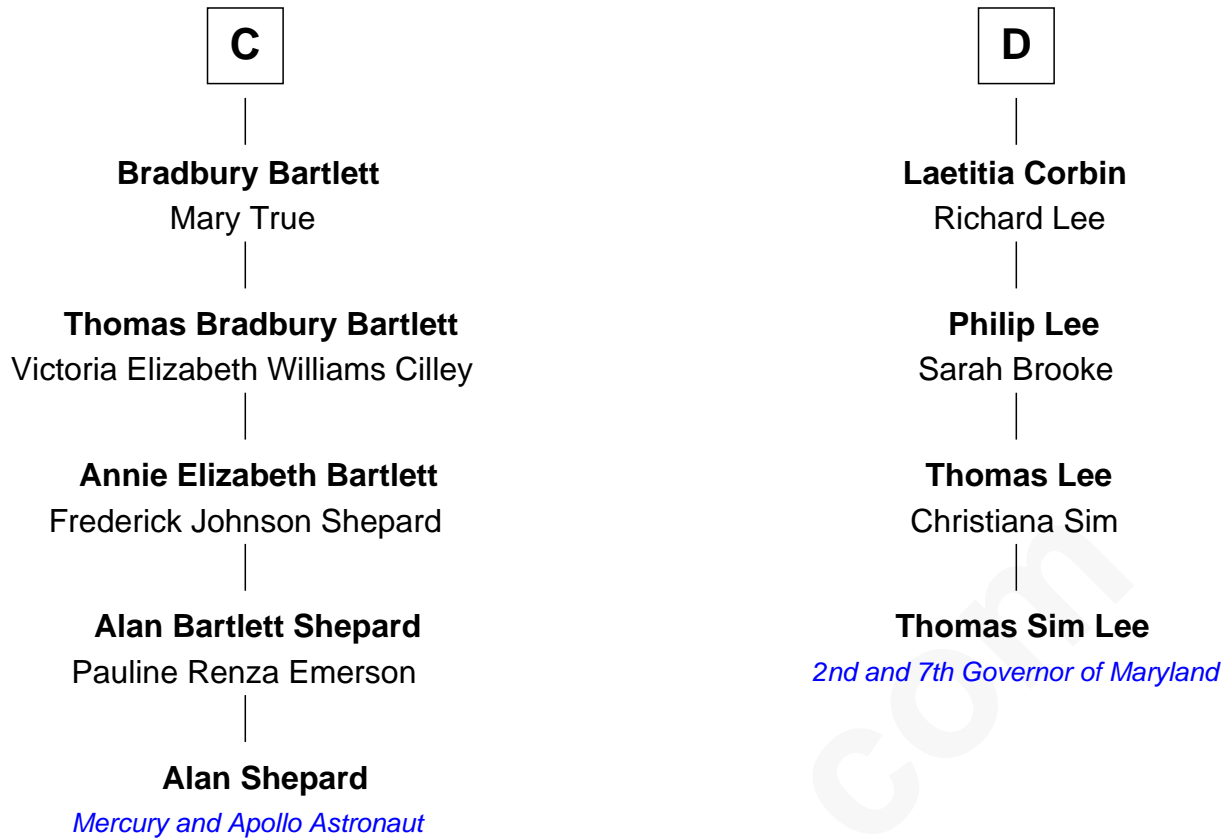 C
Bradbury Bartlett
Mary True
Thomas Bradbury Bartlett
Victoria Elizabeth Williams Cilley
Annie Elizabeth Bartlett
Frederick Johnson Shepard
Alan Bartlett Shepard
Pauline Renza Emerson
Alan Shepard
Mercury and Apollo Astronaut
D
Laetitia Corbin
Richard Lee
Philip Lee
Sarah Brooke
Thomas Lee
Christiana Sim
Thomas Sim Lee
2nd and 7th Governor of Maryland
com